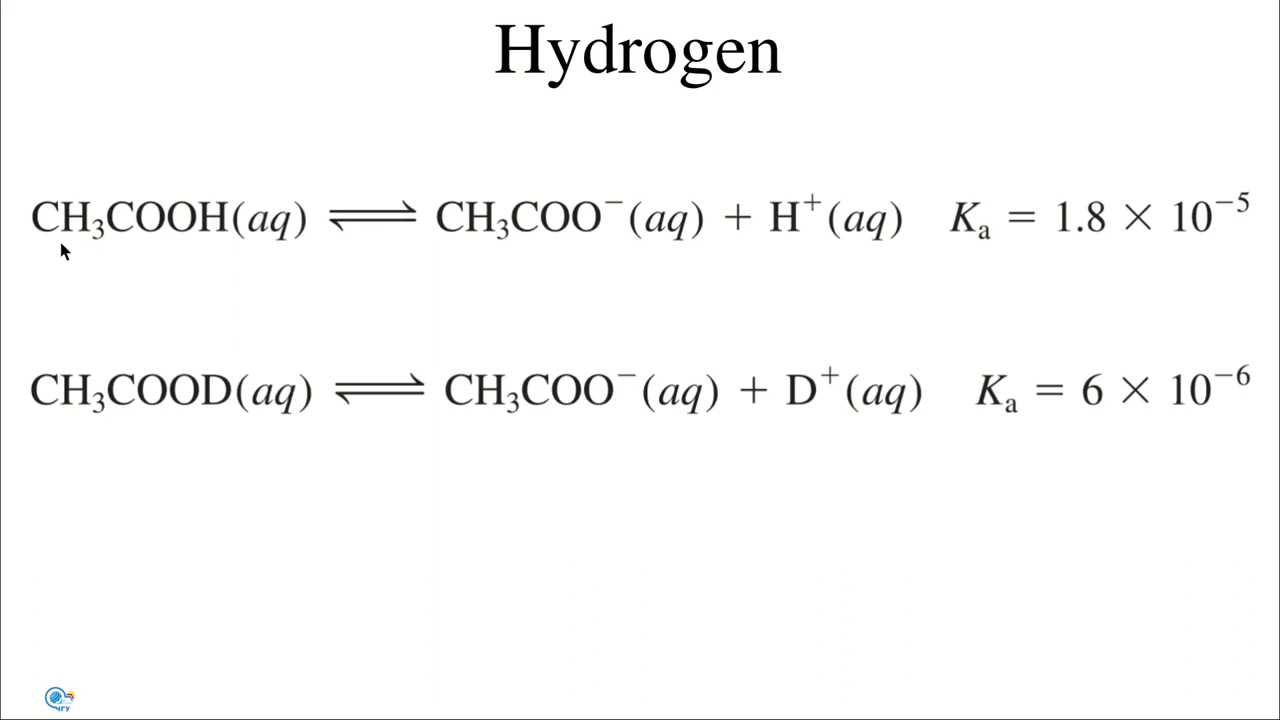 Hydrogen
CH₃COOH(aq) ⇌ CH₃COO⁻(aq) + H⁺(aq) Kₐ = 1.8 × 10⁻⁵
CH₃COOD(aq) ⇌ CH₃COO⁻(aq) + D⁺(aq) Kₐ = 6 × 10⁻⁶
ЧГУ